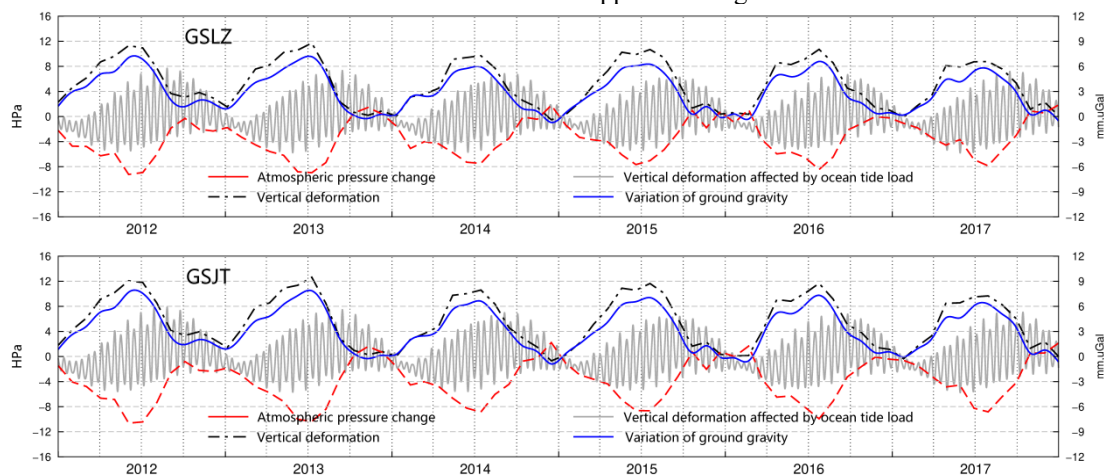 GSLZ
16
12
8
4
0
−4
−8
−12
−16
HPa
12
9
6
3
0
−3
−6
−9
−12
mm,uGal
Atmospheric pressure change
Vertical deformation affected by ocean tide load
Vertical deformation
Variation of ground gravity
2012 2013 2014 2015 2016 2017
GSJT
16
12
8
4
0
−4
−8
−12
−16
HPa
12
9
6
3
0
−3
−6
−9
−12
mm,uGal
Atmospheric pressure change
Vertical deformation affected by ocean tide load
Vertical deformation
Variation of ground gravity
2012 2013 2014 2015 2016 2017